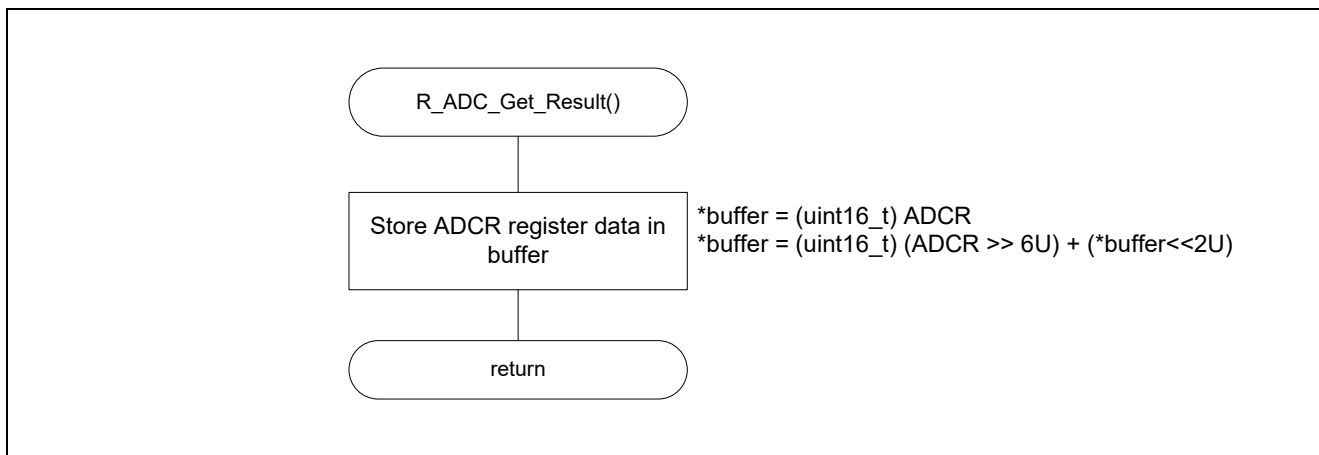 R_ADC_Get_Result()
Store ADCR register data in
buffer
*buffer = (uint16_t) ADCR
*buffer = (uint16_t) (ADCR >> 6U) + (*buffer<<2U)
return